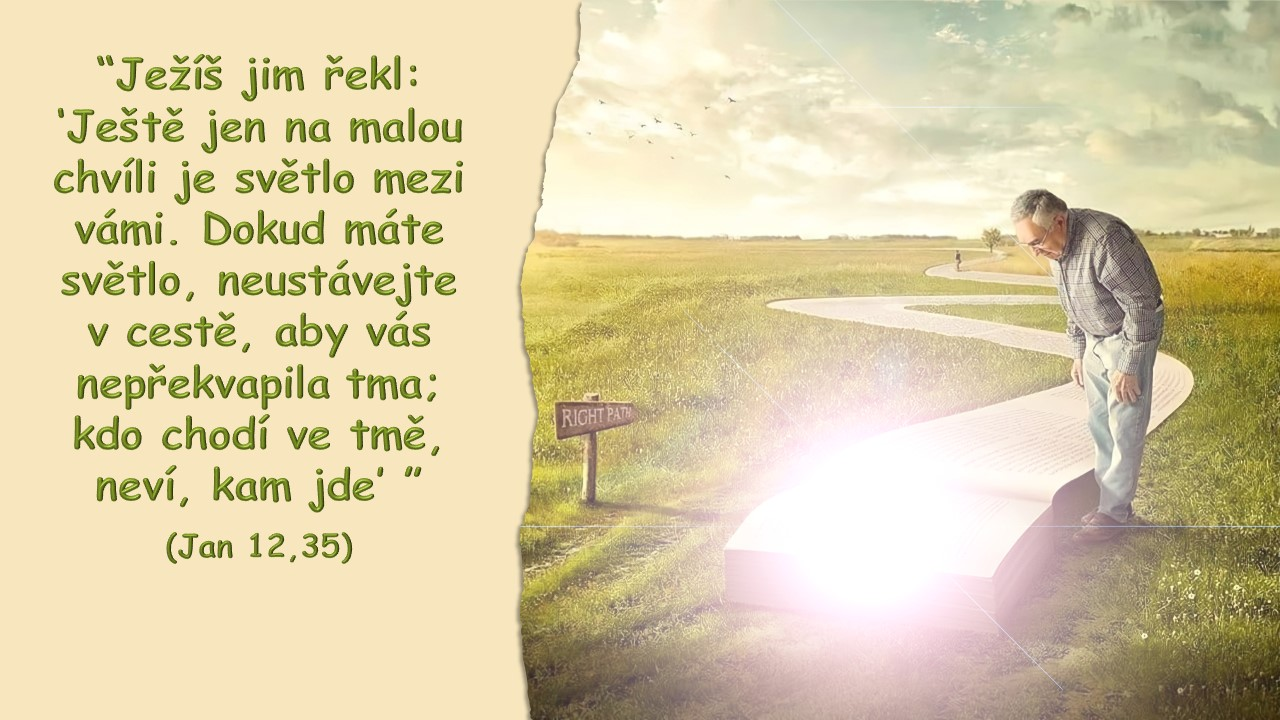 “Ježíš jim řekl:
‘Ještě jen na malou
chvíli je světlo mezi
vámi. Dokud máte
světlo, neustávejte
v cestě, aby vás
nepřekvapila tma;
kdo chodí ve tmě,
neví, kam jde’ ”
(Jan 12,35)
RIGHT PATH